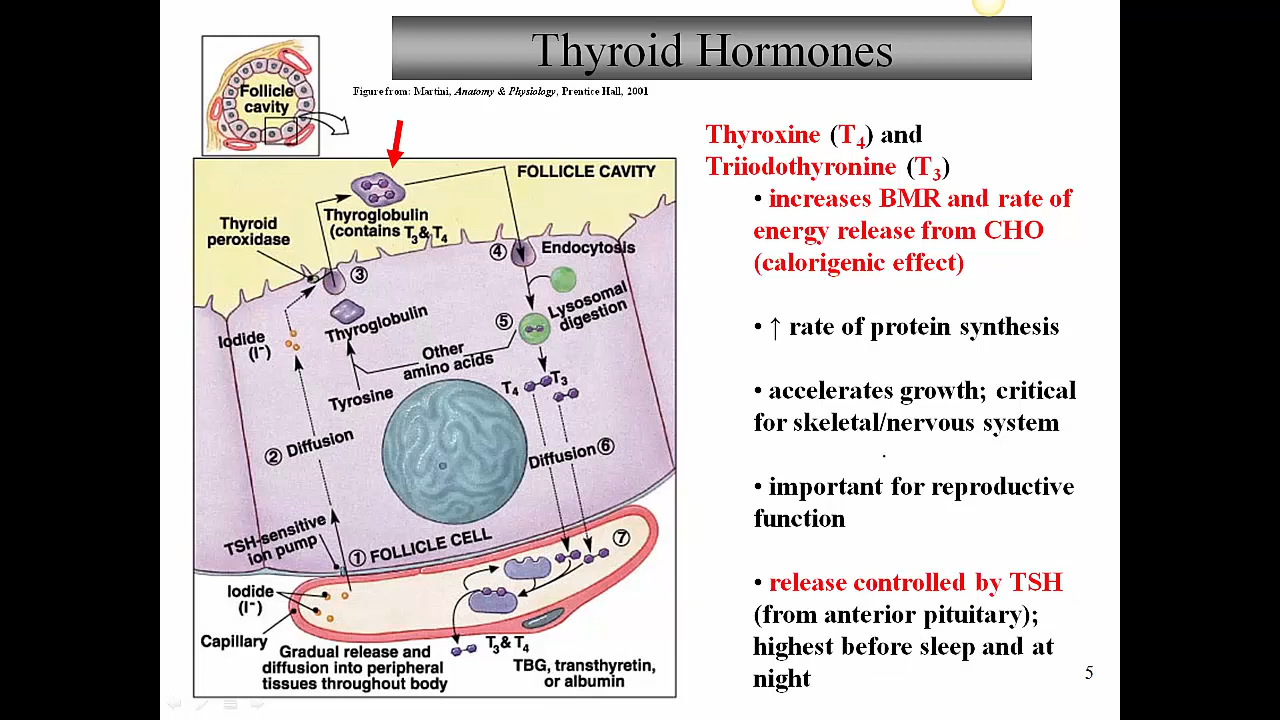 Thyroid Hormones
Figure from: Martini, Anatomy & Physiology, Prentice Hall, 2001
Follicle
cavity
FOLLICLE CAVITY
Thyroglobulin
(contains T₃ & T₄
Thyroid
peroxidase
④ Endocytosis
③
Lysosomal
digestion
⑤
Thyroglobulin
Iodide
(I⁻)
Other
amino acids
Tyrosine
T₄ T₃
② Diffusion
Diffusion ⑥
TSH-sensitive
ion pump
① FOLLICLE CELL
⑦
Iodide
(I⁻)
Capillary
T₃ & T₄
Gradual release and
diffusion into peripheral
tissues throughout body
TBG, transthyretin,
or albumin
Thyroxine (T₄) and
Triiodothyronine (T₃)
• increases BMR and rate of
energy release from CHO
(calorigenic effect)
• ↑ rate of protein synthesis
• accelerates growth; critical
for skeletal/nervous system
• important for reproductive
function
• release controlled by TSH
(from anterior pituitary);
highest before sleep and at
night
5